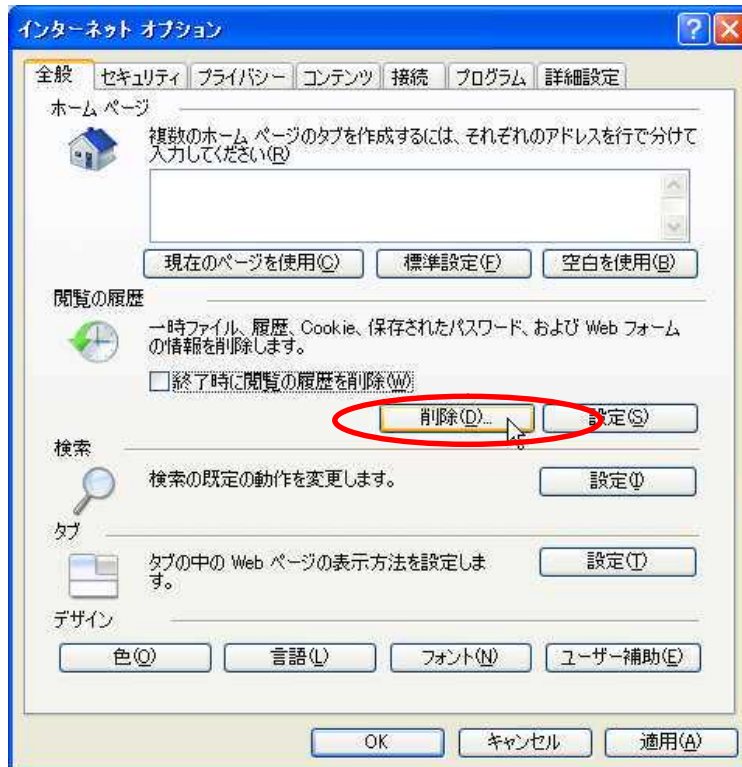 インターネット オプション
全般 セキュリティ プライバシー コンテンツ 接続 プログラム 詳細設定
ホーム ページ
複数のホーム ページのタブを作成するには、それぞれのアドレスを行で分けて
入力してください(R)
現在のページを使用(C) 標準設定(F) 空白を使用(B)
閲覧の履歴
一時ファイル、履歴、Cookie、保存されたパスワード、および Web フォーム
の情報を削除します。
終了時に閲覧の履歴を削除(W)
削除(D)... 設定(S)
検索
検索の既定の動作を変更します。 設定(I)
タブ
タブの中の Web ページの表示方法を設定しま 設定(T)
す。
デザイン
色(O) 言語(L) フォント(N) ユーザー補助(E)
OK キャンセル 適用(A)